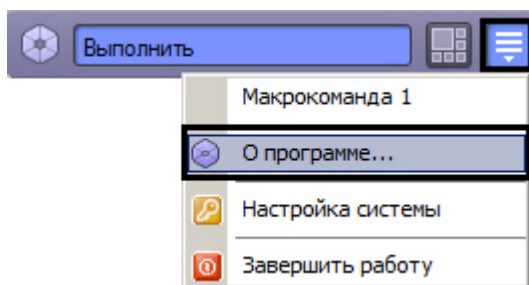 Выполнить
Макрокоманда 1
О программе...
Настройка системы
Завершить работу